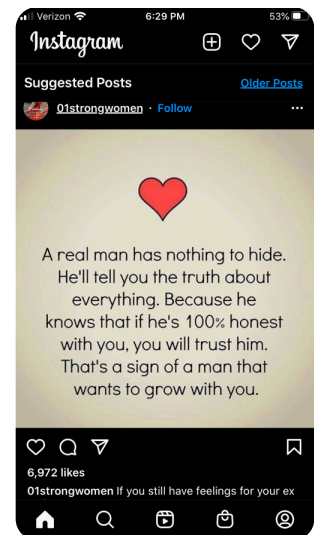 Verizon 6:29 PM 53%
Instagram
Suggested Posts Older Posts
01strongwomen · Follow ...
A real man has nothing to hide.
He'll tell you the truth about
everything. Because he
knows that if he's 100% honest
with you, you will trust him.
That's a sign of a man that
wants to grow with you.
6,972 likes
01strongwomen If you still have feelings for your ex